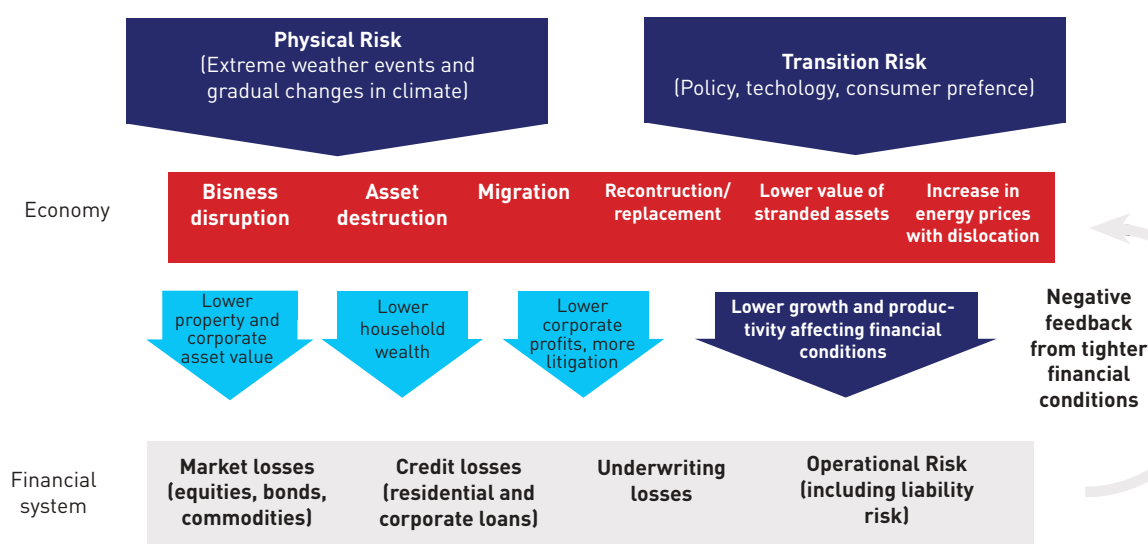 Physical Risk
(Extreme weather events and
gradual changes in climate)
Transition Risk
(Policy, techology, consumer prefence)
Economy
Bisness
disruption
Asset
destruction
Migration
Recontruction/
replacement
Lower value of
stranded assets
Increase in
energy prices
with dislocation
Lower
property and
corporate
asset value
Lower
household
wealth
Lower
corporate
profits, more
litigation
Lower growth and produc-
tivity affecting financial
conditions
Negative
feedback
from tighter
financial
conditions
Financial
system
Market losses
(equities, bonds,
commodities)
Credit losses
(residential and
corporate loans)
Underwriting
losses
Operational Risk
(including liability
risk)